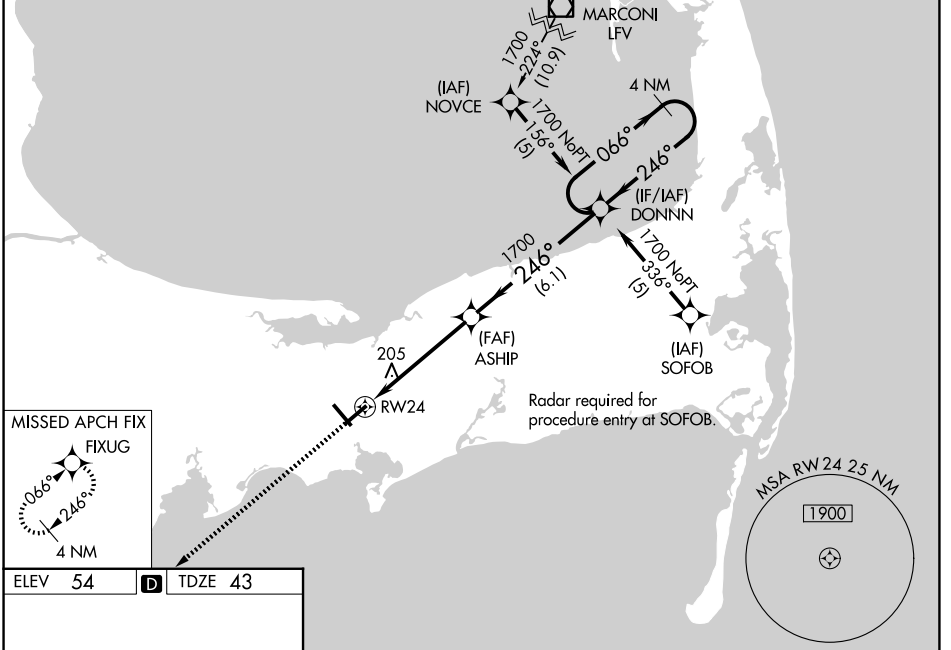 MARCONI
LFV
1700
224°
(10.9)
(IAF)
NOVCE
1700 NoPT
156°
(5)
4 NM
066°
246°
(IF/IAF)
DONNN
1700
246°
(6.1)
1700 NoPT
336°
(5)
(FAF)
ASHIP
(IAF)
SOFOB
205
RW24
Radar required for
procedure entry at SOFOB.
MISSED APCH FIX
FIXUG
066°
246°
4 NM
MSA RW24 25 NM
1900
ELEV 54 D TDZE 43